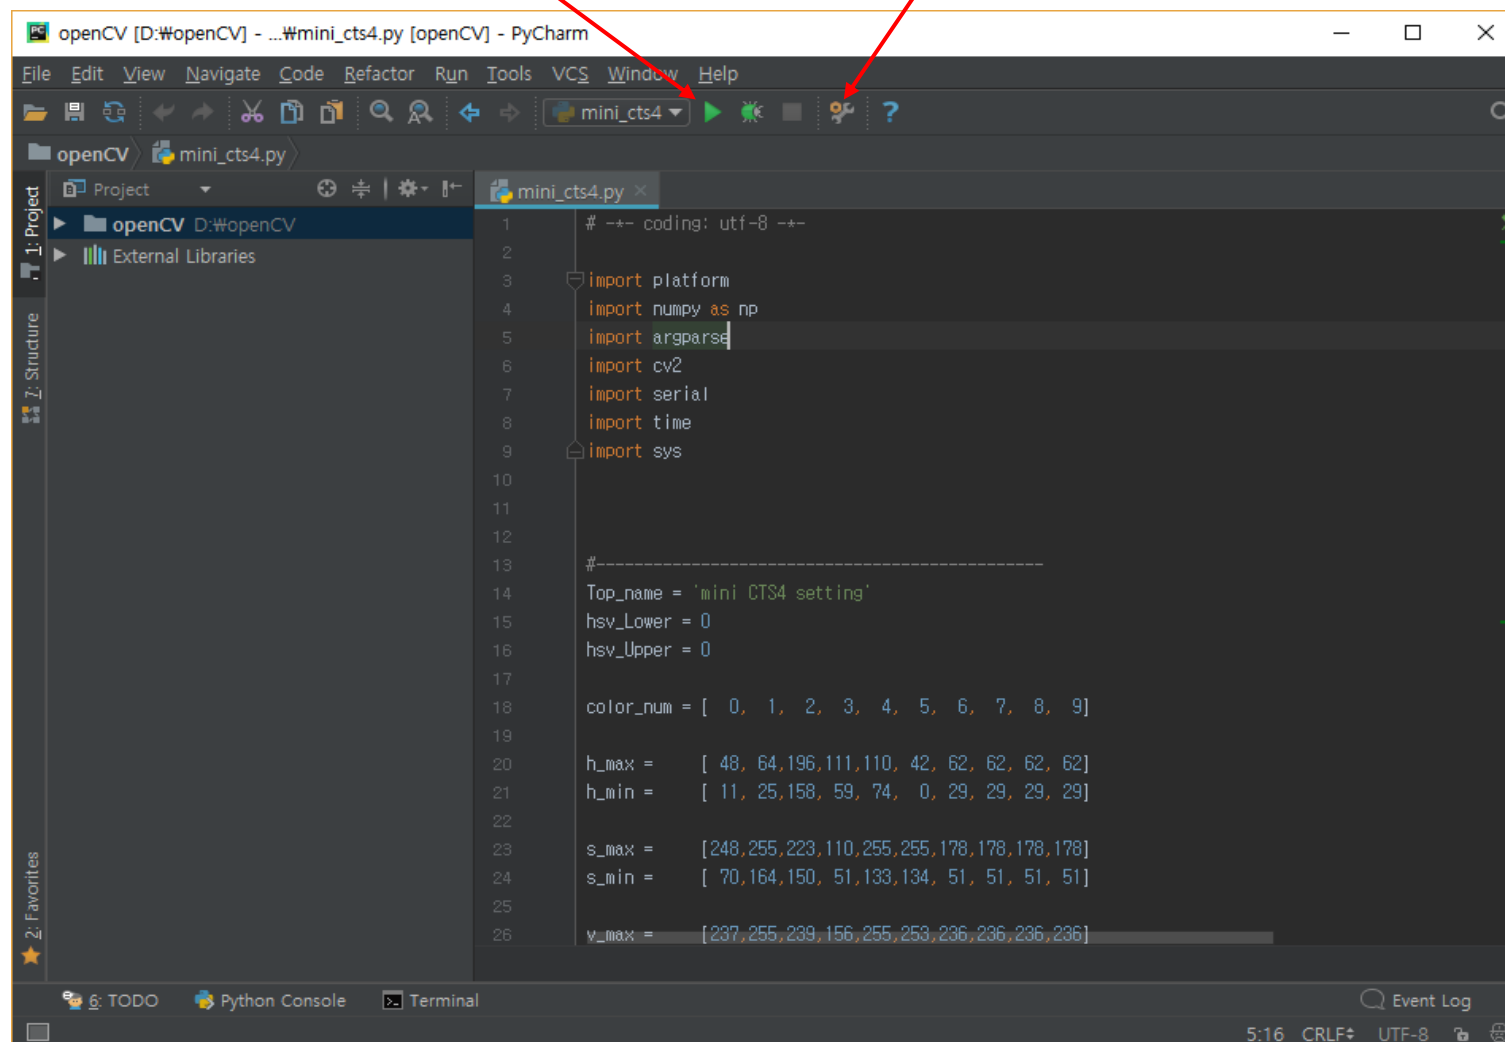 openCV [D:₩openCV] - ...₩mini_cts4.py [openCV] - PyCharm
File Edit View Navigate Code Refactor Run Tools VCS Window Help
mini_cts4
openCV mini_cts4.py
1: Project
7: Structure
2: Favorites
Project
openCV D:₩openCV
External Libraries
mini_cts4.py
1 # -*- coding: utf-8 -*-
2
3 import platform
4 import numpy as np
5 import argparse
6 import cv2
7 import serial
8 import time
9 import sys
10
11
12
13 #-----------------------------------------------
14 Top_name = 'mini CTS4 setting'
15 hsv_Lower = 0
16 hsv_Upper = 0
17
18 color_num = [  0,  1,  2,  3,  4,  5,  6,  7,  8,  9]
19
20 h_max =     [ 48, 64,196,111,110, 42, 62, 62, 62, 62]
21 h_min =     [ 11, 25,158, 59, 74,  0, 29, 29, 29, 29]
22
23 s_max =     [248,255,223,110,255,255,178,178,178,178]
24 s_min =     [ 70,164,150, 51,133,134, 51, 51, 51, 51]
25
26 v_max =     [237,255,239,156,255,253,236,236,236,236]
6: TODO Python Console Terminal Event Log
5:16 CRLF UTF-8